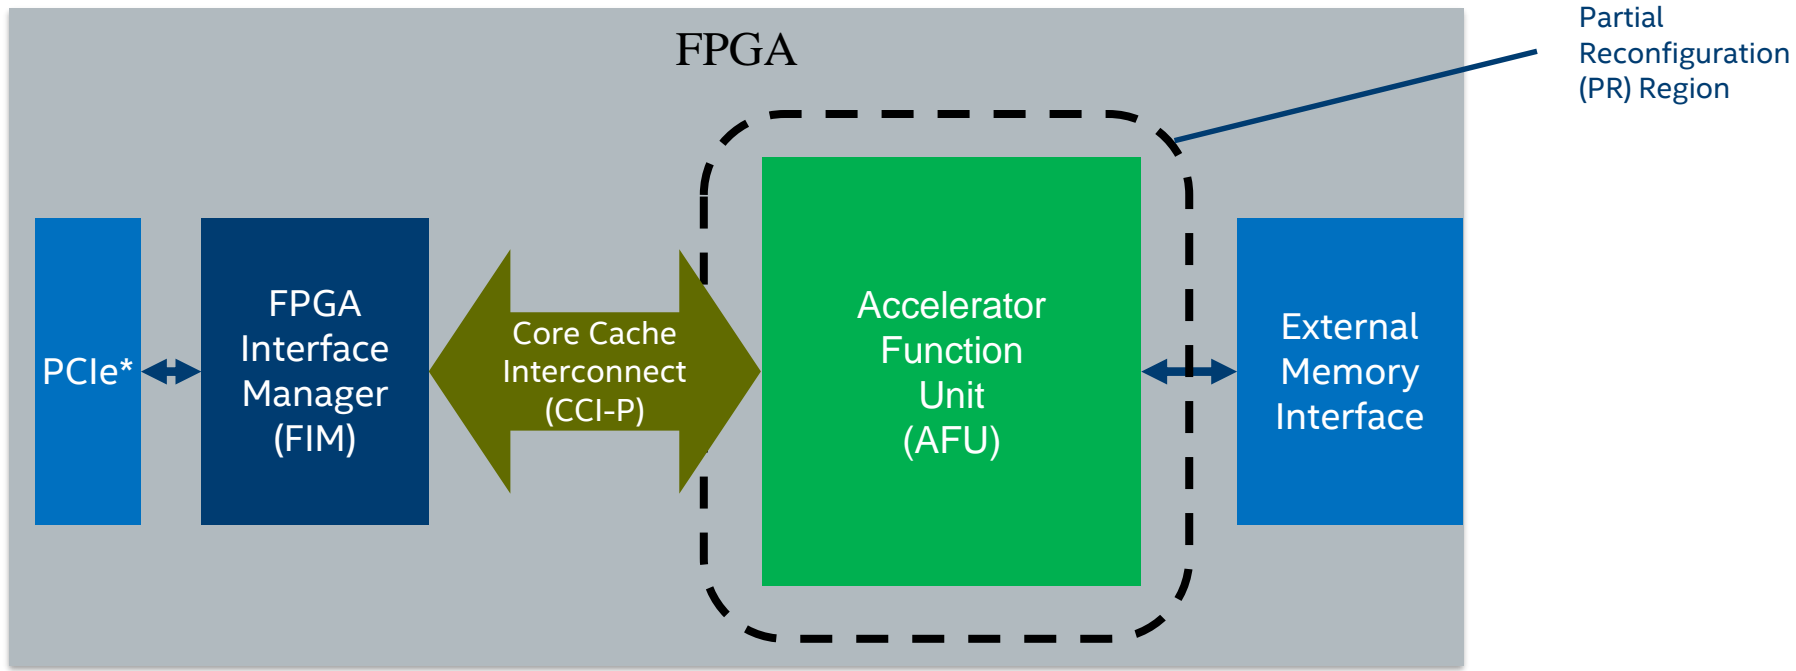 FPGA
Partial
Reconfiguration
(PR) Region
PCIe*
FPGA
Interface
Manager
(FIM)
Core Cache
Interconnect
(CCI-P)
Accelerator
Function
Unit
(AFU)
External
Memory
Interface